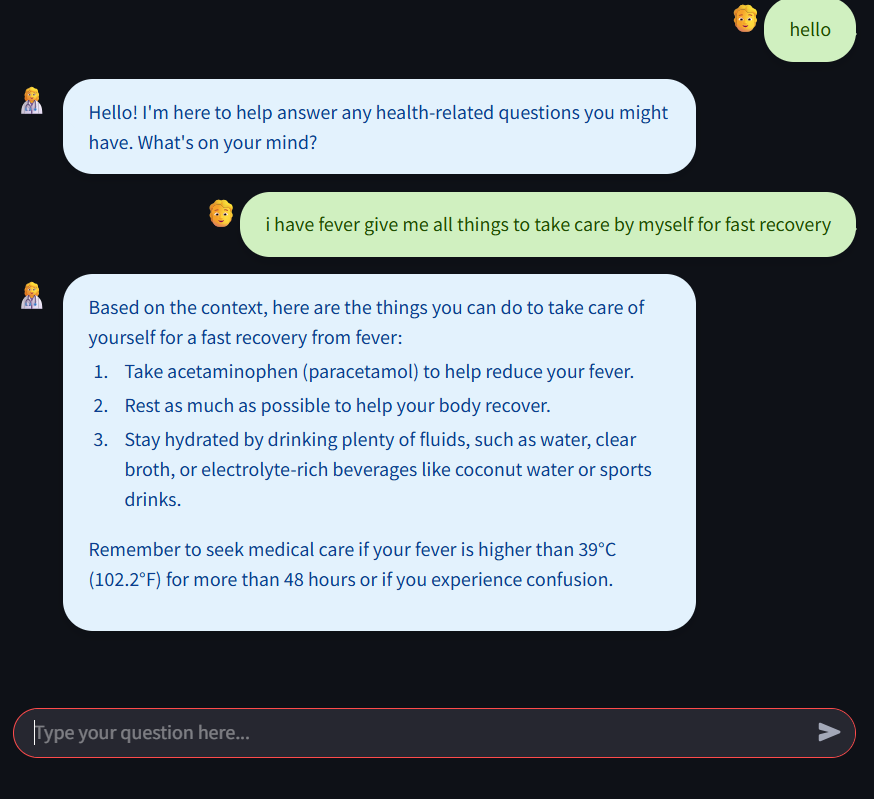 hello
Hello! I'm here to help answer any health-related questions you might
have. What's on your mind?
i have fever give me all things to take care by myself for fast recovery
Based on the context, here are the things you can do to take care of
yourself for a fast recovery from fever:
1. Take acetaminophen (paracetamol) to help reduce your fever.
2. Rest as much as possible to help your body recover.
3. Stay hydrated by drinking plenty of fluids, such as water, clear
broth, or electrolyte-rich beverages like coconut water or sports
drinks.
Remember to seek medical care if your fever is higher than 39°C
(102.2°F) for more than 48 hours or if you experience confusion.
Type your question here...